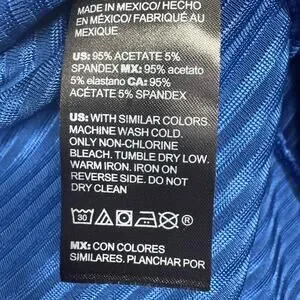 MADE IN MEXICO/ HECHO
EN MÉXICO/ FABRIQUÉ AU
MEXIQUE
US: 95% ACETATE 5%
SPANDEX MX: 95% acetato
5% elastano CA: 95%
ACÉTATE 5% SPANDEX
US: WITH SIMILAR COLORS.
MACHINE WASH COLD.
ONLY NON-CHLORINE
BLEACH. TUMBLE DRY LOW.
WARM IRON. IRON ON
REVERSE SIDE. DO NOT
DRY CLEAN
30 ®
MX: CON COLORES
SIMILARES. PLANCHAR POR